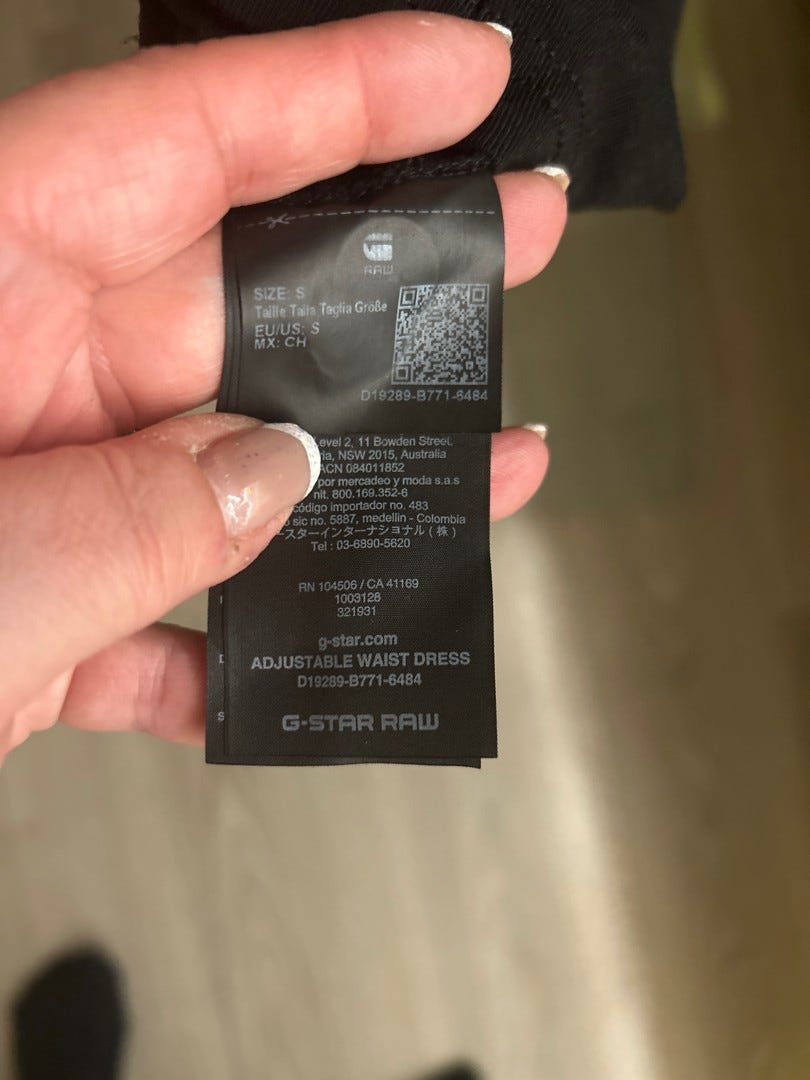 RAW
SIZE: S
Taille Talla Taglia Größe
EU/US: S
MX: CH
D19289-B771-6484
evel 2, 11 Bowden Street,
NSW 2015, Australia
ACN 084011852
por mercadeo y moda s.a.s
nit. 800.169.352-6
código importador no. 483
sic no. 5887, medellin - Colombia
ースターインターナショナル (株)
Tel : 03-6890-5620
RN 104506 / CA 41169
1003128
321931
g-star.com
ADJUSTABLE WAIST DRESS
D19289-B771-6484
G-STAR RAW